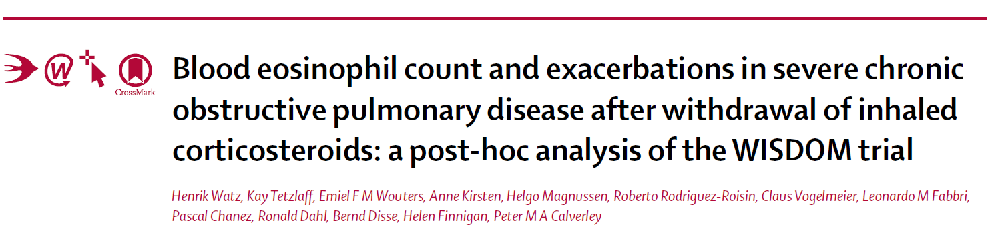 CrossMark
Blood eosinophil count and exacerbations in severe chronic
obstructive pulmonary disease after withdrawal of inhaled
corticosteroids: a post-hoc analysis of the WISDOM trial
Henrik Watz, Kay Tetzlaff, Emiel F M Wouters, Anne Kirsten, Helgo Magnussen, Roberto Rodriguez-Roisin, Claus Vogelmeier, Leonardo M Fabbri,
Pascal Chanez, Ronald Dahl, Bernd Disse, Helen Finnigan, Peter M A Calverley